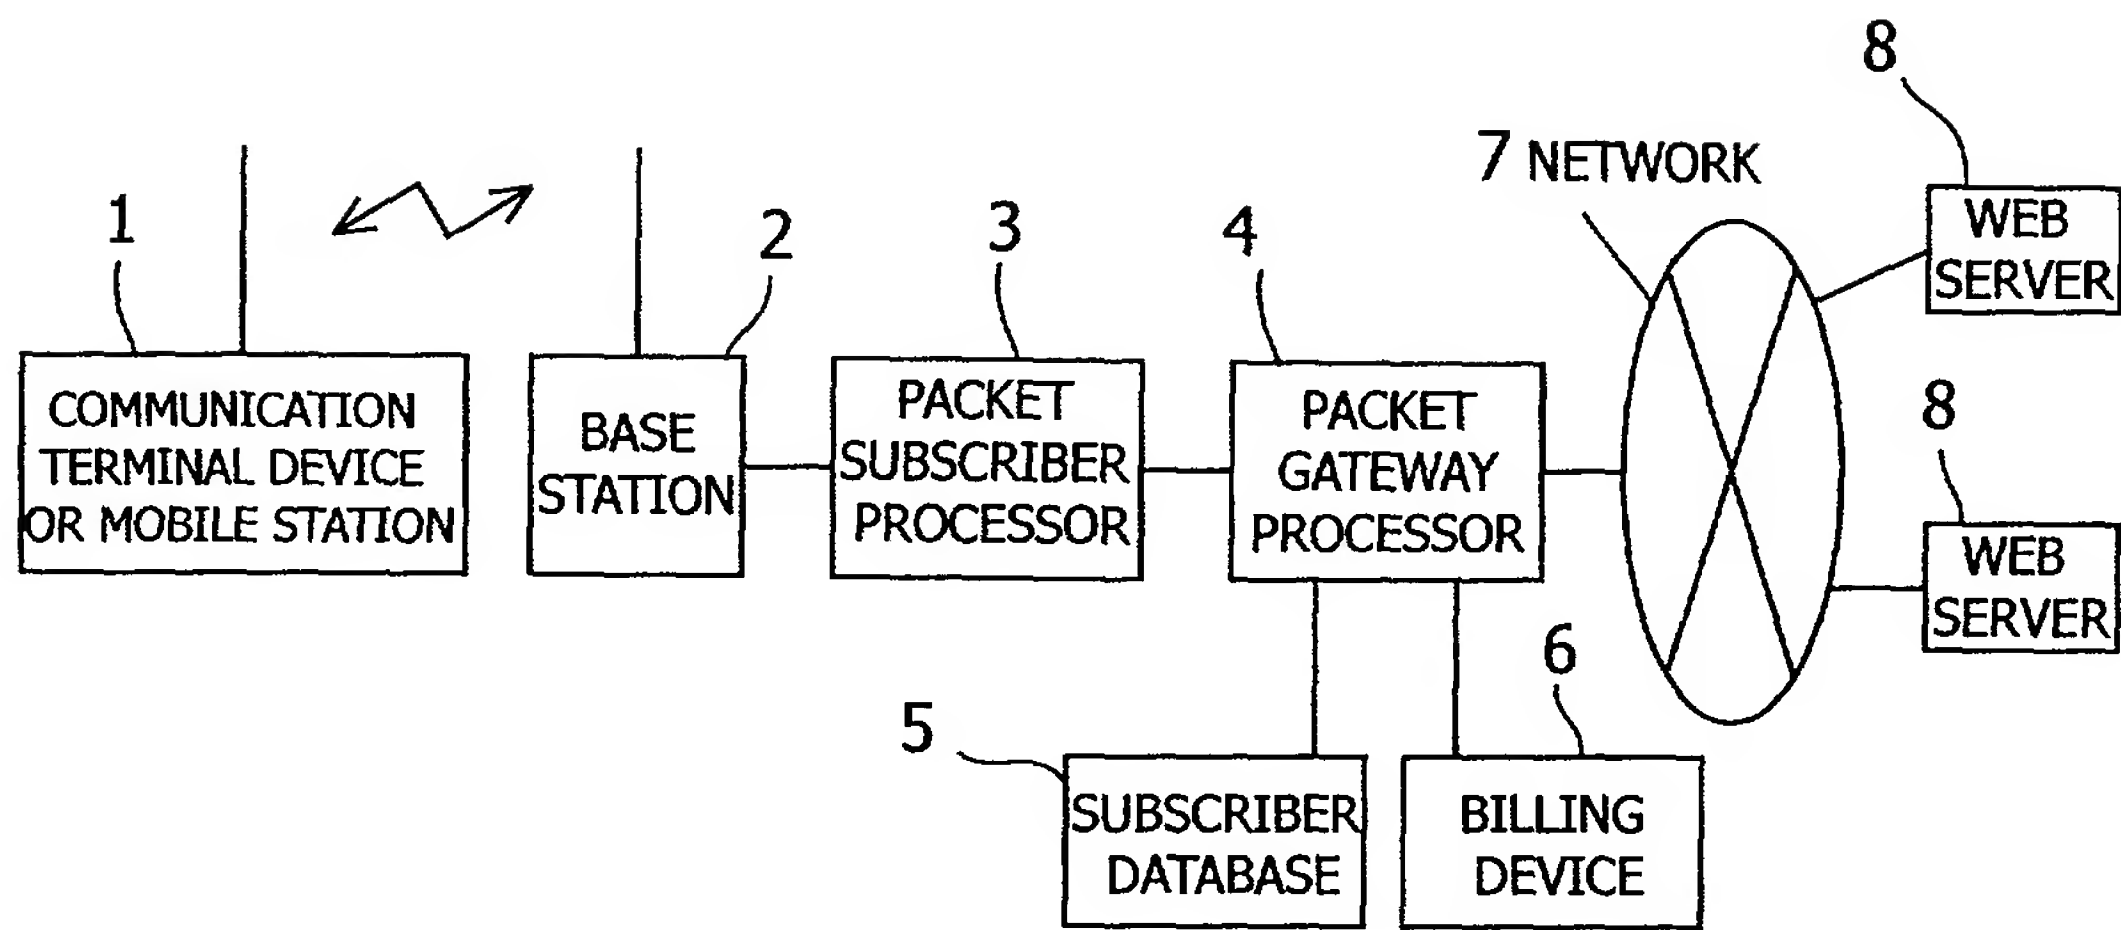 8
7 NETWORK
WEB
SERVER
1
2
3
4
COMMUNICATION
TERMINAL DEVICE
OR MOBILE STATION
BASE
STATION
PACKET
SUBSCRIBER
PROCESSOR
PACKET
GATEWAY
PROCESSOR
8
WEB
SERVER
5
SUBSCRIBER
DATABASE
6
BILLING
DEVICE